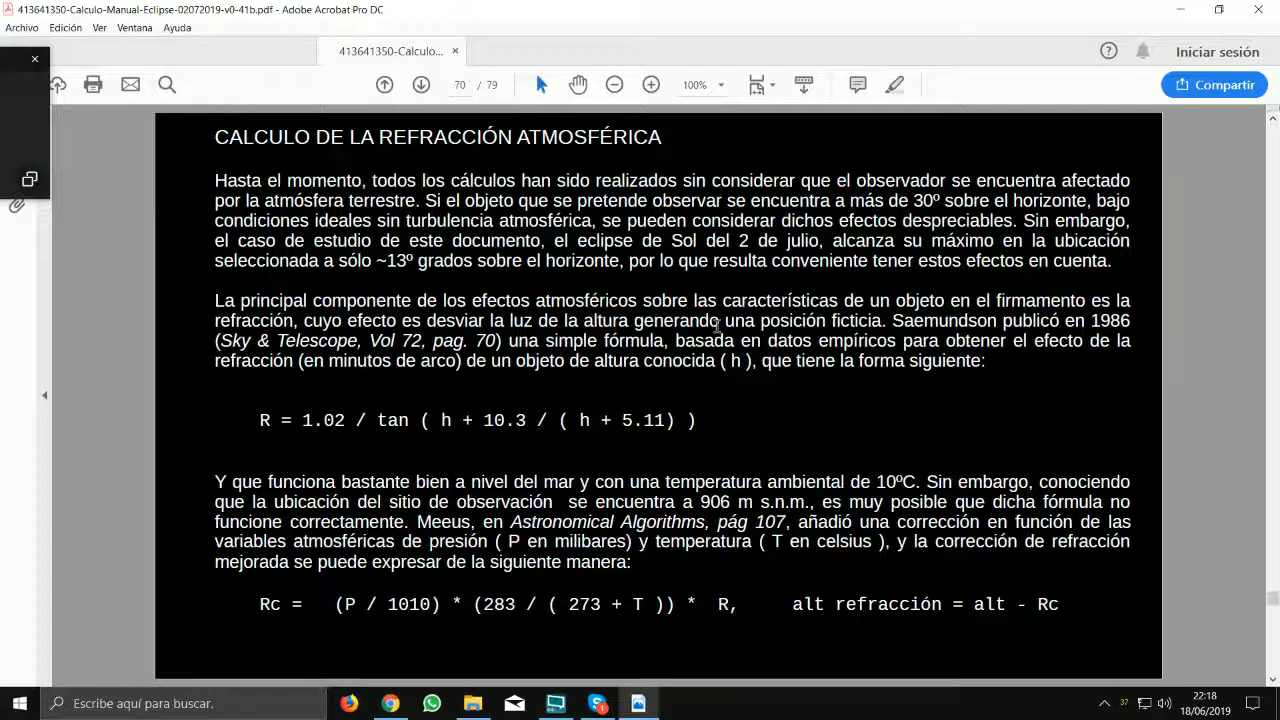 413641350-Calculo-Manual-Eclipse-02072019-v0-41b.pdf - Adobe Acrobat Pro DC
Archivo Edición Ver Ventana Ayuda
413641350-Calculo... ×
Iniciar sesión
70 / 79
100%
Compartir
CALCULO DE LA REFRACCIÓN ATMOSFÉRICA
Hasta el momento, todos los cálculos han sido realizados sin considerar que el observador se encuentra afectado
por la atmósfera terrestre. Si el objeto que se pretende observar se encuentra a más de 30º sobre el horizonte, bajo
condiciones ideales sin turbulencia atmosférica, se pueden considerar dichos efectos despreciables. Sin embargo,
el caso de estudio de este documento, el eclipse de Sol del 2 de julio, alcanza su máximo en la ubicación
seleccionada a sólo ~13º grados sobre el horizonte, por lo que resulta conveniente tener estos efectos en cuenta.
La principal componente de los efectos atmosféricos sobre las características de un objeto en el firmamento es la
refracción, cuyo efecto es desviar la luz de la altura generando una posición ficticia. Saemundson publicó en 1986
(Sky & Telescope, Vol 72, pag. 70) una simple fórmula, basada en datos empíricos para obtener el efecto de la
refracción (en minutos de arco) de un objeto de altura conocida ( h ), que tiene la forma siguiente:
R = 1.02 / tan ( h + 10.3 / ( h + 5.11) )
Y que funciona bastante bien a nivel del mar y con una temperatura ambiental de 10ºC. Sin embargo, conociendo
que la ubicación del sitio de observación se encuentra a 906 m s.n.m., es muy posible que dicha fórmula no
funcione correctamente. Meeus, en Astronomical Algorithms, pág 107, añadió una corrección en función de las
variables atmosféricas de presión ( P en milibares) y temperatura ( T en celsius ), y la corrección de refracción
mejorada se puede expresar de la siguiente manera:
Rc = (P / 1010) * (283 / ( 273 + T )) * R, alt refracción = alt - Rc
Escribe aquí para buscar.
37
22:18
18/06/2019